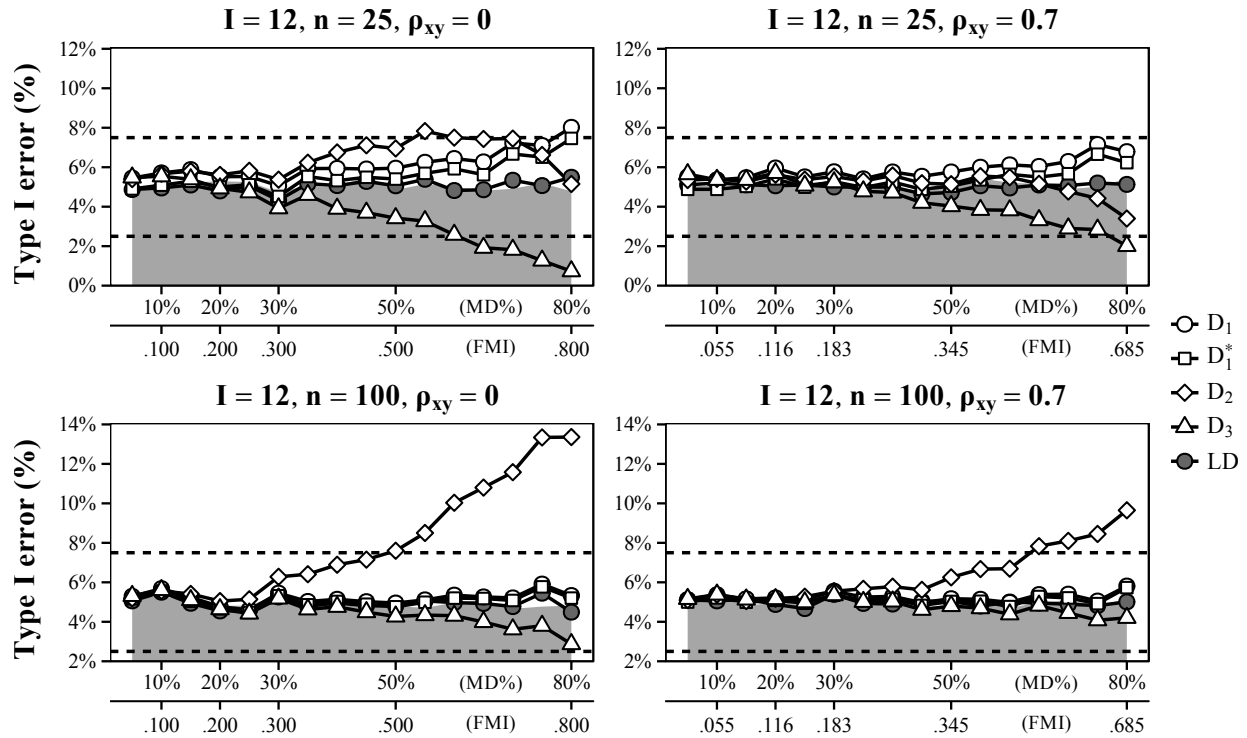 I = 12, n = 25, ρxy = 0
I = 12, n = 25, ρxy = 0.7
Type I error (%)
12%
10%
8%
6%
4%
2%
0%
12%
10%
8%
6%
4%
2%
0%
10% 20% 30% 50% (MD%) 80%
.100 .200 .300 .500 (FMI) .800
10% 20% 30% 50% (MD%) 80%
.055 .116 .183 .345 (FMI) .685
I = 12, n = 100, ρxy = 0
I = 12, n = 100, ρxy = 0.7
Type I error (%)
14%
12%
10%
8%
6%
4%
2%
14%
12%
10%
8%
6%
4%
2%
10% 20% 30% 50% (MD%) 80%
.100 .200 .300 .500 (FMI) .800
10% 20% 30% 50% (MD%) 80%
.055 .116 .183 .345 (FMI) .685
D₁
D₁*
D₂
D₃
LD